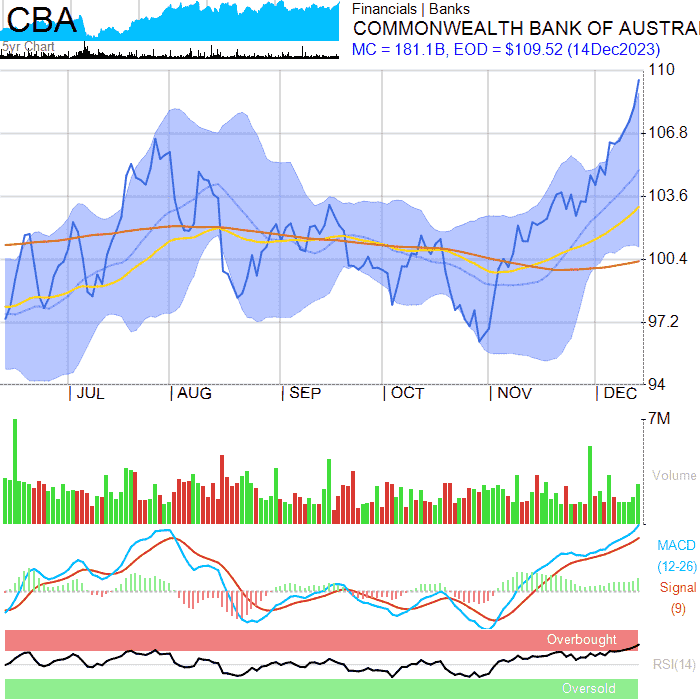 CBA
5yr Chart
Financials | Banks
COMMONWEALTH BANK OF AUSTRA
MC = 181.1B, EOD = $109.52 (14Dec2023)
110
106.8
103.6
100.4
97.2
94
JUL
AUG
SEP
OCT
NOV
DEC
7M
Volume
MACD
(12-26)
Signal
(9)
Overbought
RSI(14)
Oversold